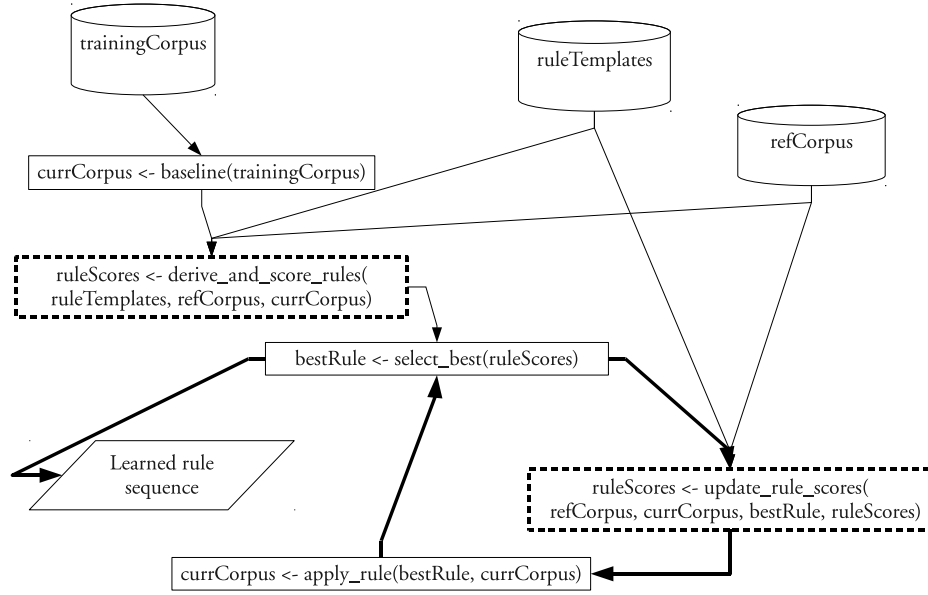 trainingCorpus
ruleTemplates
refCorpus
currCorpus <- baseline(trainingCorpus)
ruleScores <- derive_and_score_rules(
ruleTemplates, refCorpus, currCorpus)
bestRule <- select_best(ruleScores)
Learned rule
sequence
ruleScores <- update_rule_scores(
refCorpus, currCorpus, bestRule, ruleScores)
currCorpus <- apply_rule(bestRule, currCorpus)